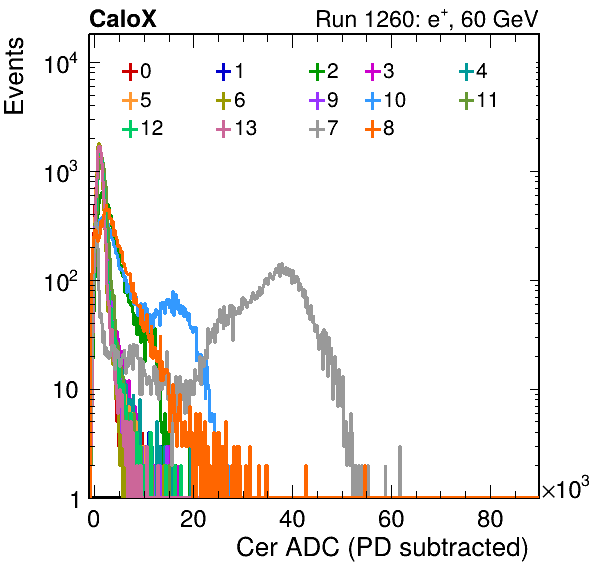 CaloX Run 1260: e⁺, 60 GeV
Events
10⁴
10³
10²
10
1
0 1 2 3 4
5 6 9 10 11
12 13 7 8
0 20 40 60 80
×10³
Cer ADC (PD subtracted)